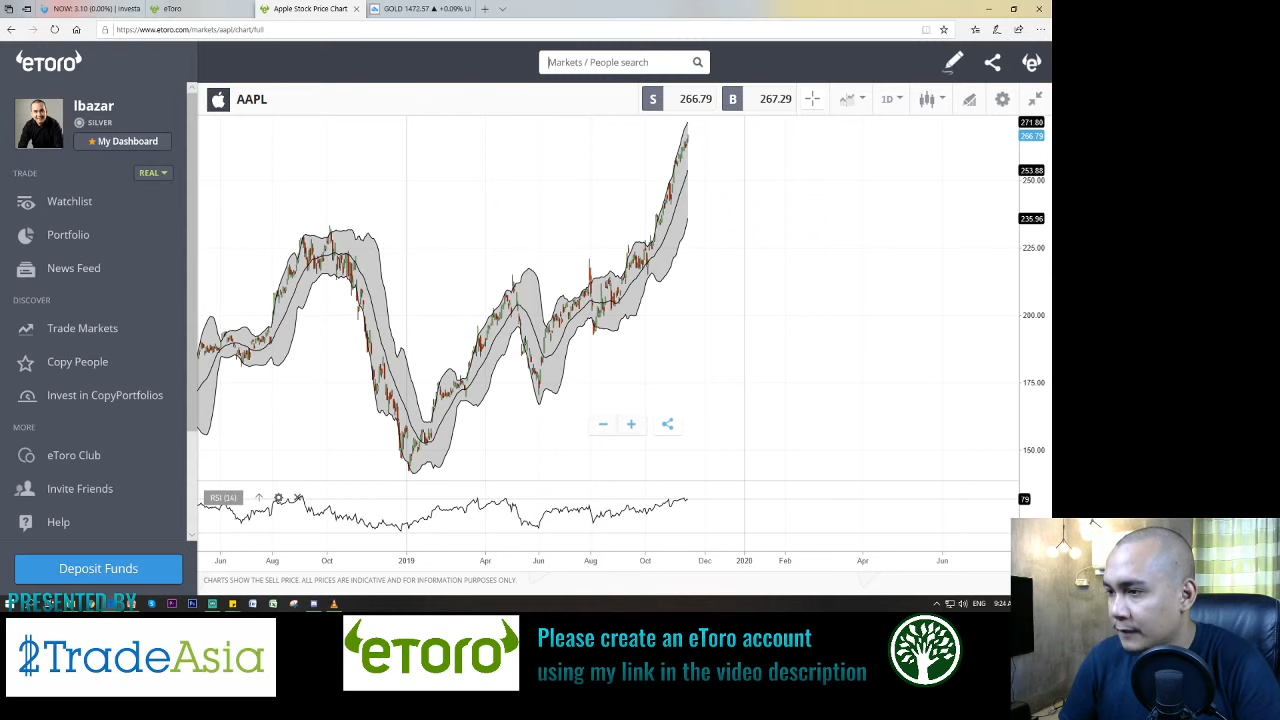 NOW: 3.10 (0.00%) | Investa
eToro
Apple Stock Price Chart
GOLD 1472.57 ▲ +0.09% U
https://www.etoro.com/markets/aapl/chart/full
eTORO
Markets / People search
Ibazar
SILVER
★ My Dashboard
TRADE
REAL
Watchlist
Portfolio
News Feed
DISCOVER
Trade Markets
Copy People
Invest in CopyPortfolios
MORE
eToro Club
Invite Friends
Help
Deposit Funds
AAPL
S 266.79 B 267.29
1D
271.80
266.79
253.88
250.00
235.96
225.00
200.00
175.00
150.00
RSI (14)
79
Jun Aug Oct 2019 Apr Jun Aug Oct Dec 2020 Feb Apr Jun
CHARTS SHOW THE SELL PRICE. ALL PRICES ARE INDICATIVE AND FOR INFORMATION PURPOSES ONLY.
ENG 9:24
PRESENTED BY
2TradeAsia
eTORO
Please create an eToro account
using my link in the video description